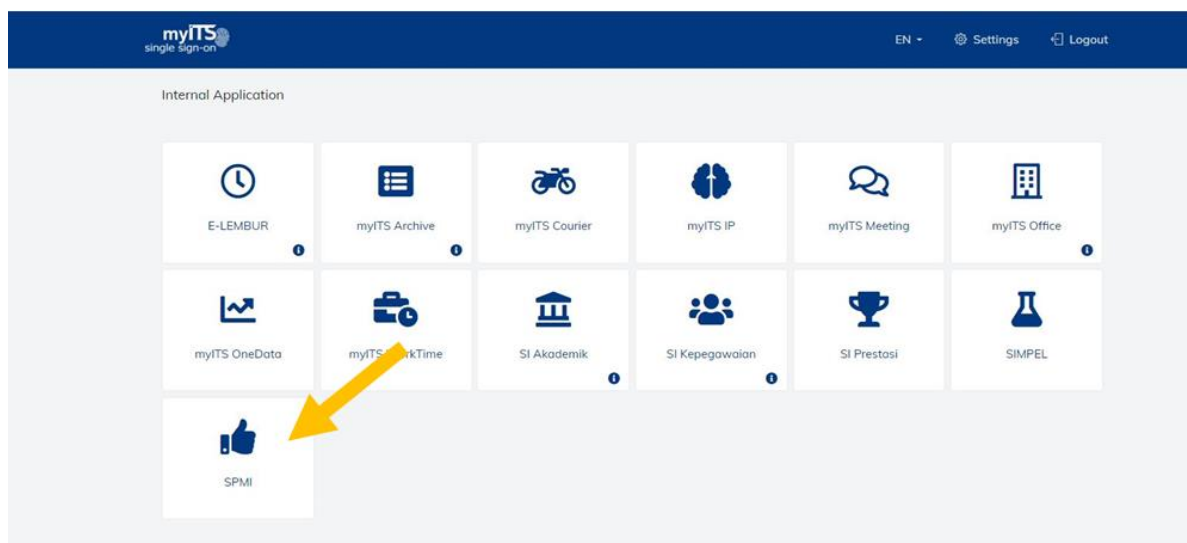 myITS
single sign-on
EN
Settings
Logout
Internal Application
E-LEMBUR
myITS Archive
myITS Courier
myITS IP
myITS Meeting
myITS Office
myITS OneData
myITS
SI Akademik
SI Kepegawaian
SI Prestasi
SIMPEL
SPMI